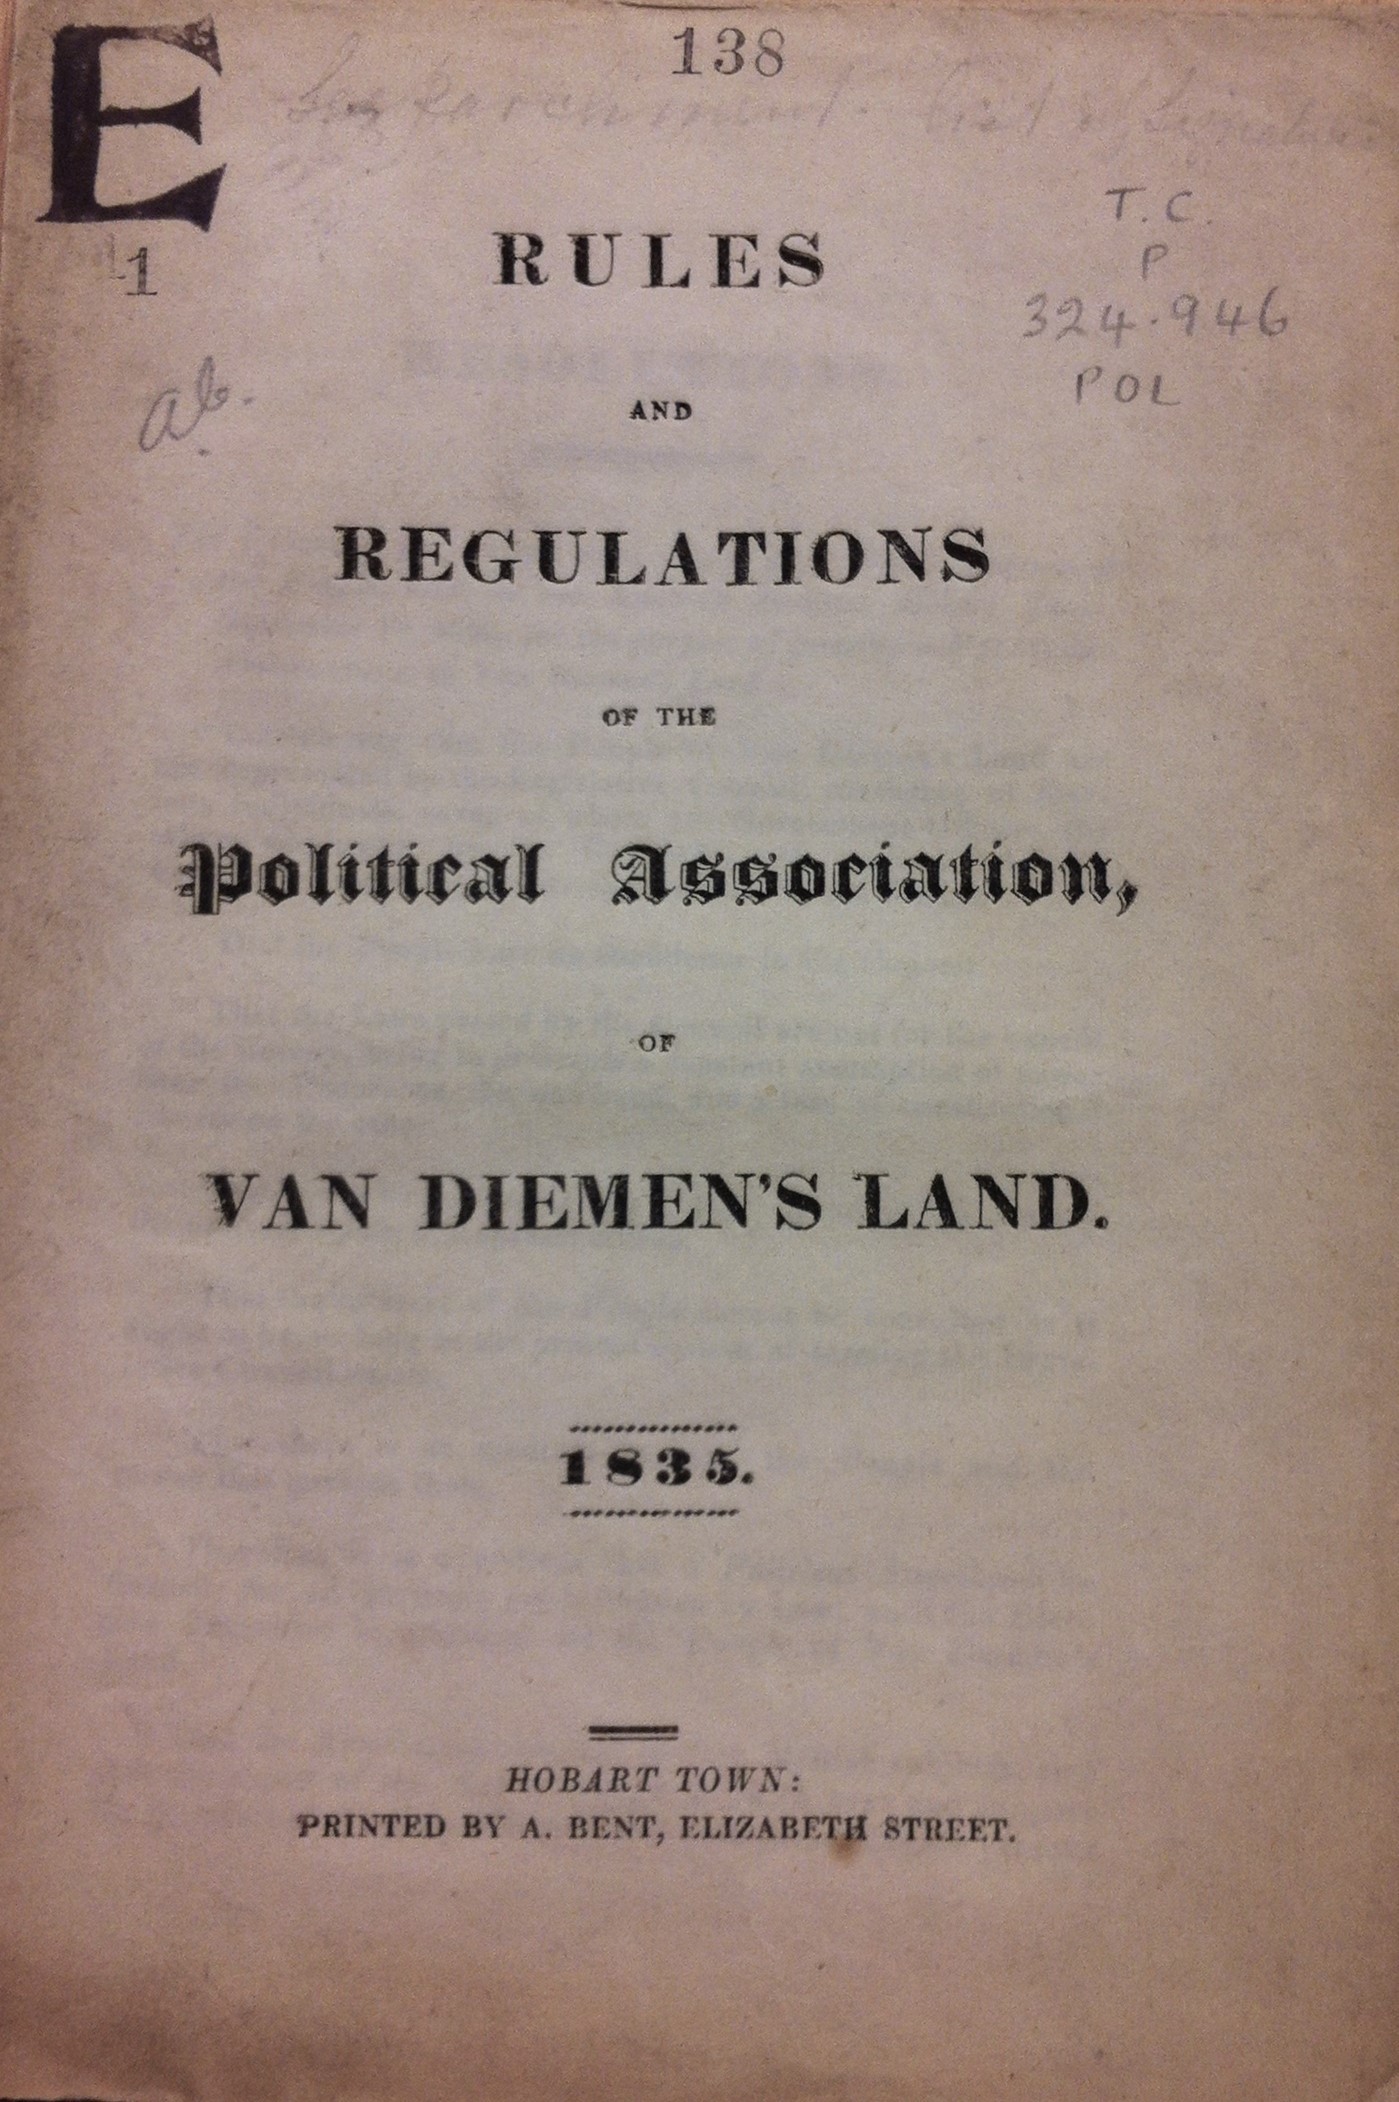 E
138
1
T. C.
P
324.946
POL
ab.
RULES
AND
REGULATIONS
OF THE
Political Association,
OF
VAN DIEMEN'S LAND.
1835.
HOBART TOWN:
PRINTED BY A. BENT, ELIZABETH STREET.